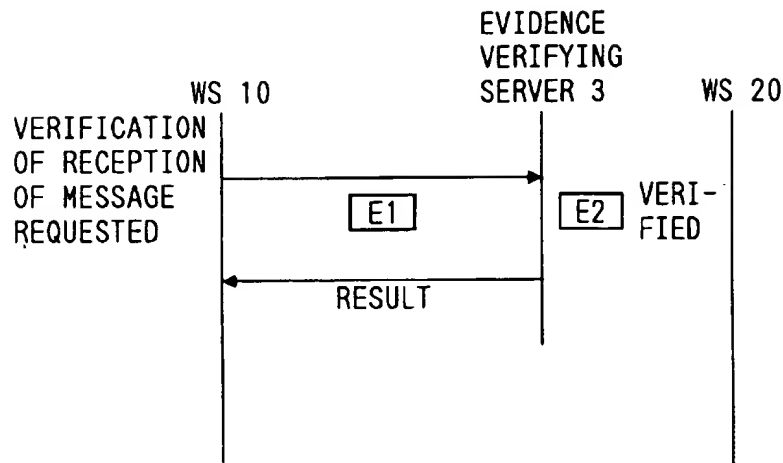 EVIDENCE
VERIFYING
SERVER 3
WS 10
WS 20
VERIFICATION
OF RECEPTION
OF MESSAGE
REQUESTED
E1
E2
VERI-
FIED
RESULT